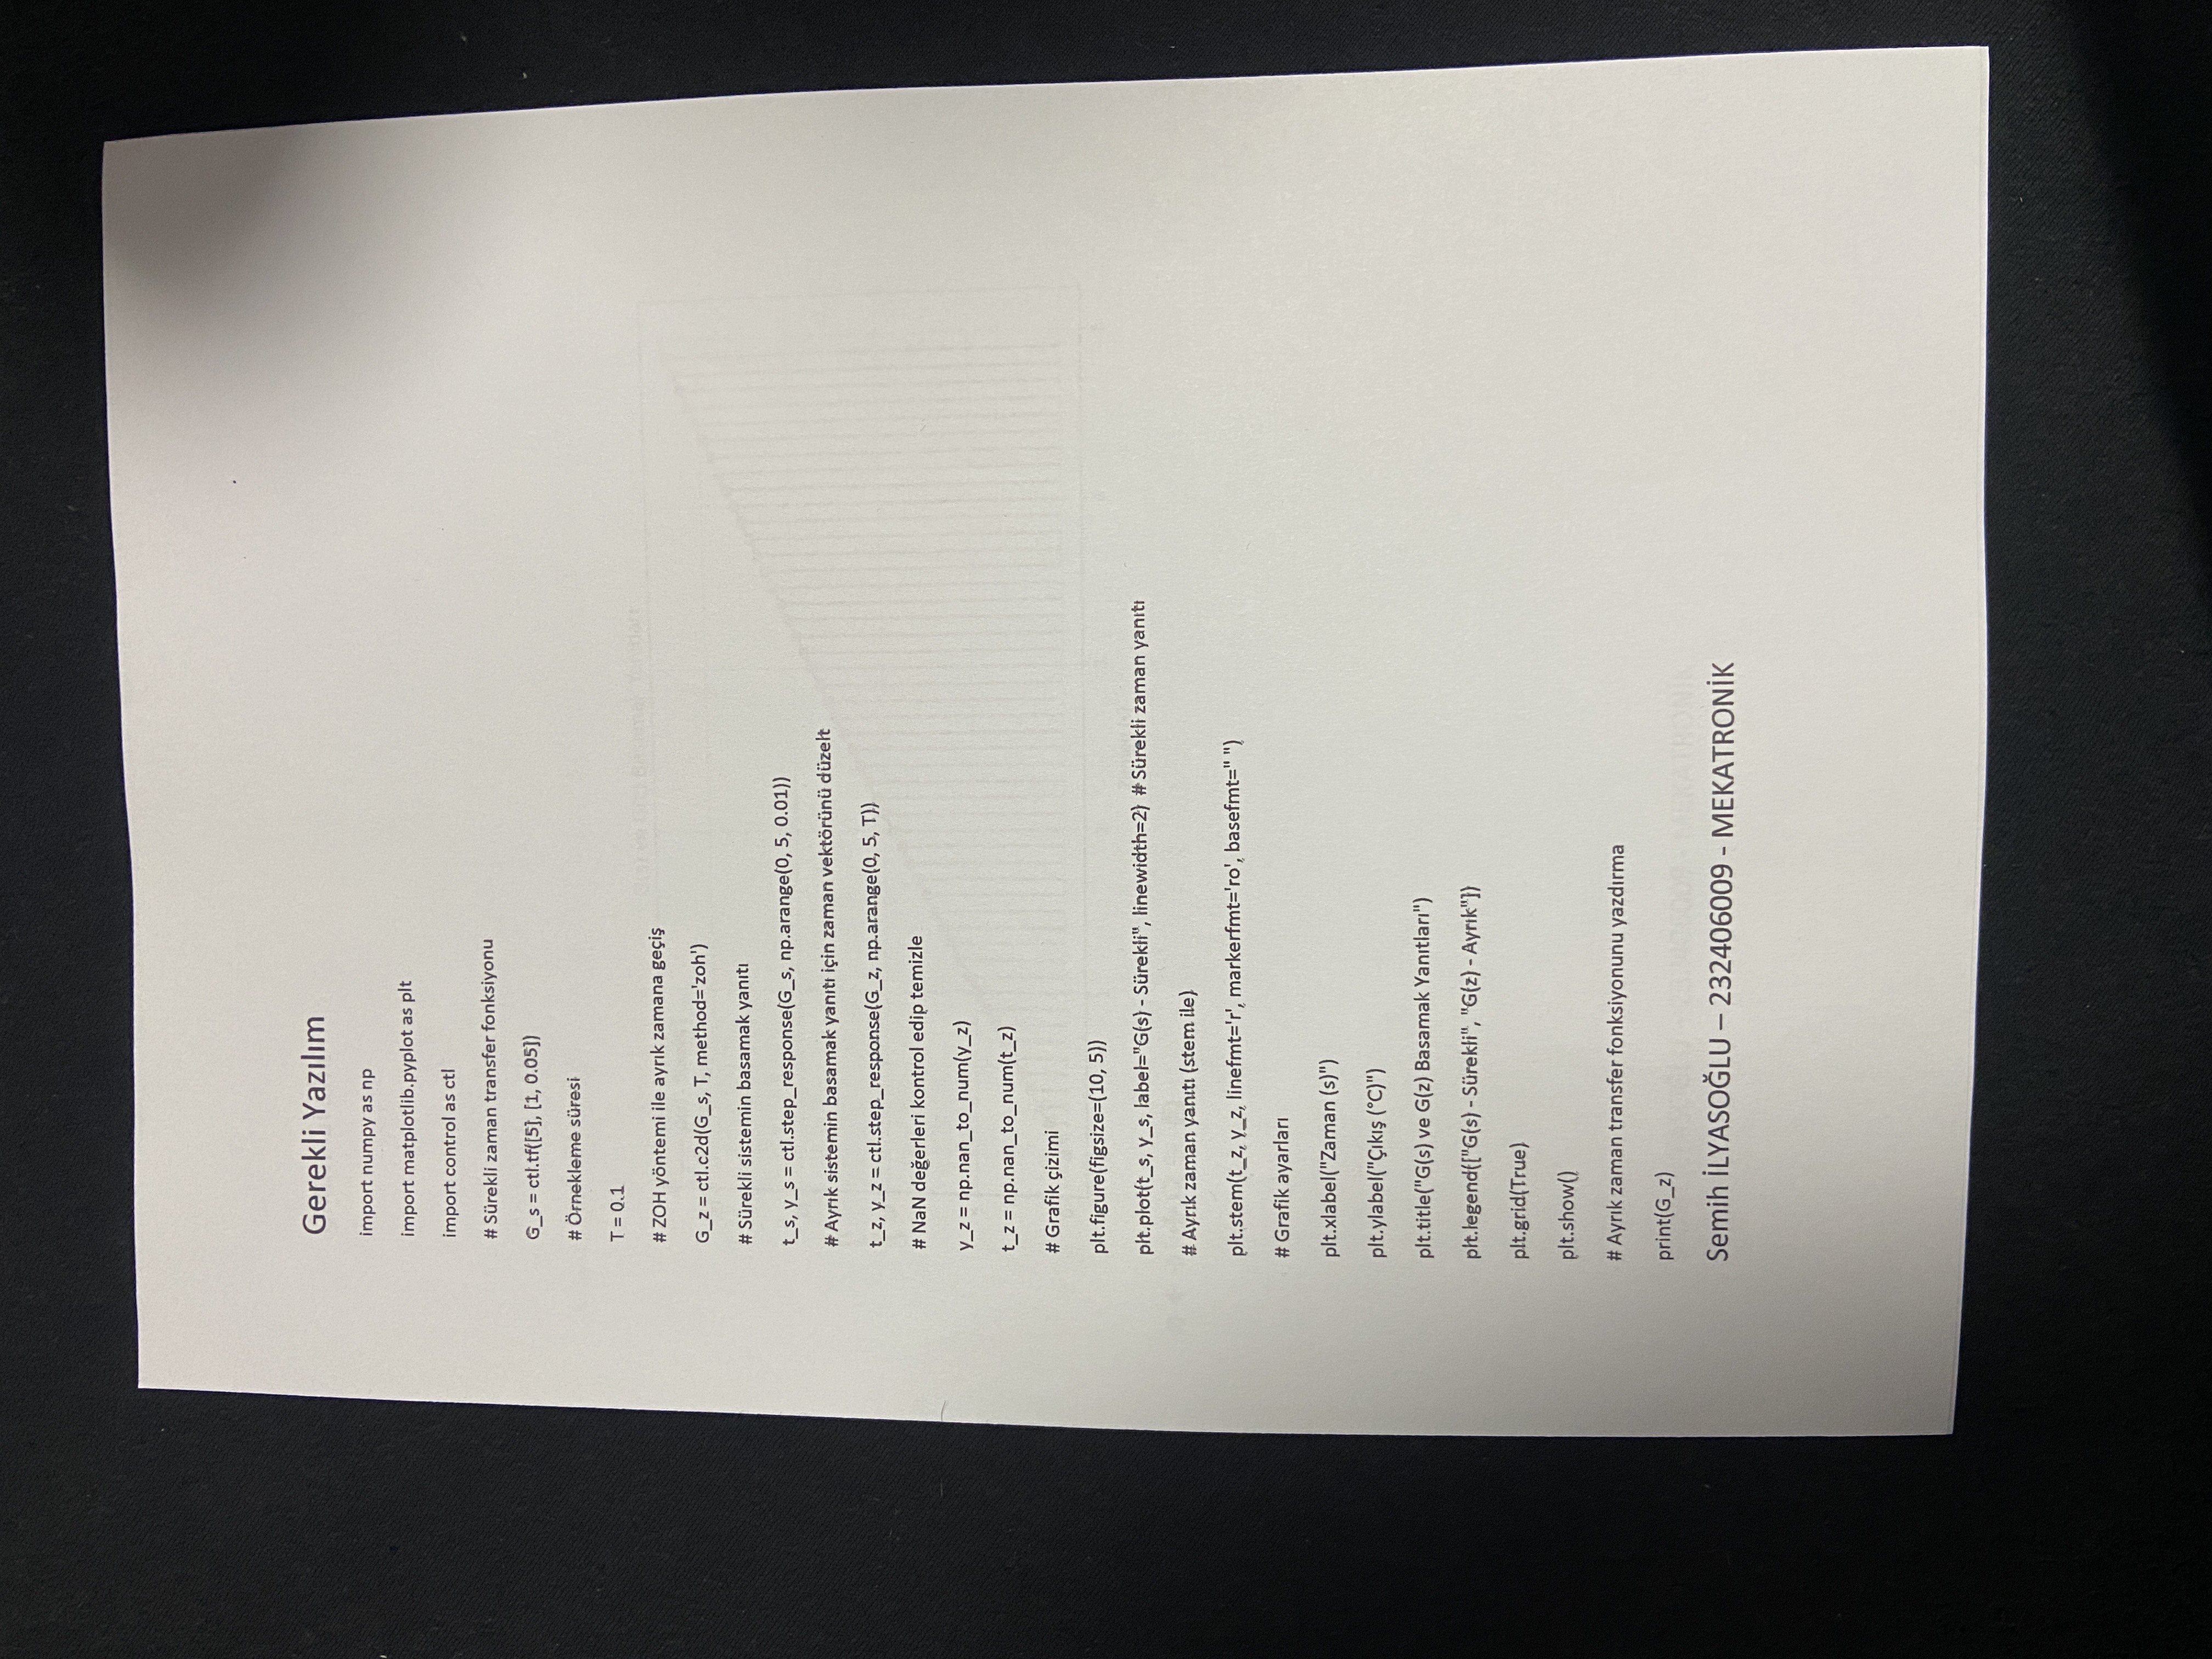 Gerekli Yazılım
import numpy as np
import matplotlib.pyplot as plt
import control as ctl
# Sürekli zaman transfer fonksiyonu
G_s = ctl.tf([5], [1, 0.05])
# Örnekleme süresi
T = 0.1
# ZOH yöntemi ile ayrık zamana geçiş
G_z = ctl.c2d(G_s, T, method='zoh')
# Sürekli sistemin basamak yanıtı
t_s, y_s = ctl.step_response(G_s, np.arange(0, 5, 0.01))
# Ayrık sistemin basamak yanıtı için zaman vektörünü düzelt
t_z, y_z = ctl.step_response(G_z, np.arange(0, 5, T))
# NaN değerleri kontrol edip temizle
y_z = np.nan_to_num(y_z)
t_z = np.nan_to_num(t_z)
# Grafik çizimi
plt.figure(figsize=(10, 5))
plt.plot(t_s, y_s, label="G(s) - Sürekli", linewidth=2) # Sürekli zaman yanıtı
# Ayrık zaman yanıtı (stem ile)
plt.stem(t_z, y_z, linefmt='r', markerfmt='ro', basefmt=" ")
# Grafik ayarları
plt.xlabel("Zaman (s)")
plt.ylabel("Çıkış (°C)")
plt.title("G(s) ve G(z) Basamak Yanıtları")
plt.legend(["G(s) - Sürekli", "G(z) - Ayrık"])
plt.grid(True)
plt.show()
# Ayrık zaman transfer fonksiyonunu yazdırma
print(G_z)
Semih İLYASOĞLU – 232406009 - MEKATRONİK